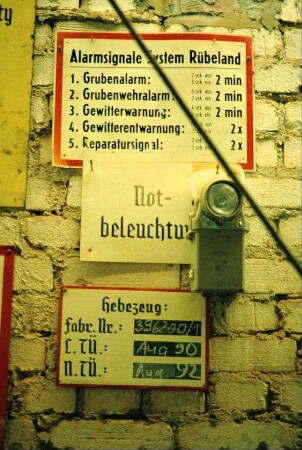 ty
Alarmsignale System Rübeland
1. Grubenalarm: 2 min
2. Grubenwehralarm: 2 min
3. Gewitterwarnung: 2 min
4. Gewitterentwarnung: 2x
5. Reparatursignal: 2x
Not-
beleuchtu
Hebezeug:
Fabr. Nr.:
L. TÜ.: Aug 90
N. TÜ.: Aug. 92